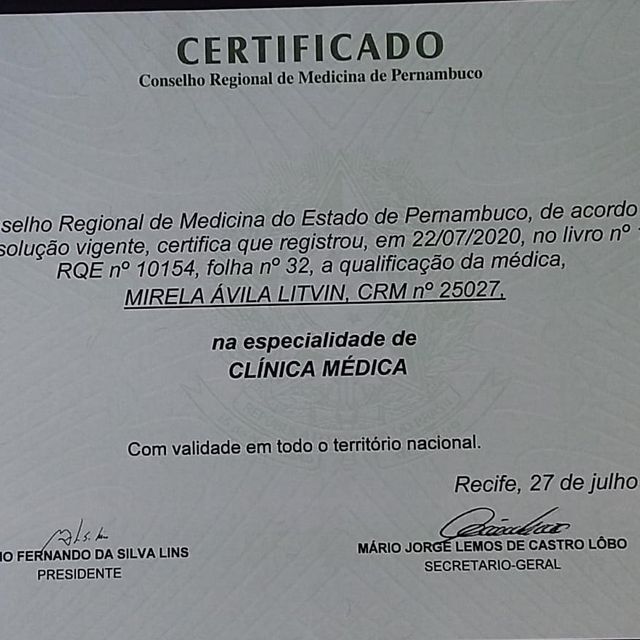 CERTIFICADO
Conselho Regional de Medicina de Pernambuco
selho Regional de Medicina do Estado de Pernambuco, de acordo
solução vigente, certifica que registrou, em 22/07/2020, no livro nº
RQE nº 10154, folha nº 32, a qualificação da médica,
MIRELA ÁVILA LITVIN, CRM nº 25027,
na especialidade de
CLÍNICA MÉDICA
Com validade em todo o território nacional.
Recife, 27 de julho
IO FERNANDO DA SILVA LINS
PRESIDENTE
MÁRIO JORGE LEMOS DE CASTRO LÔBO
SECRETARIO-GERAL